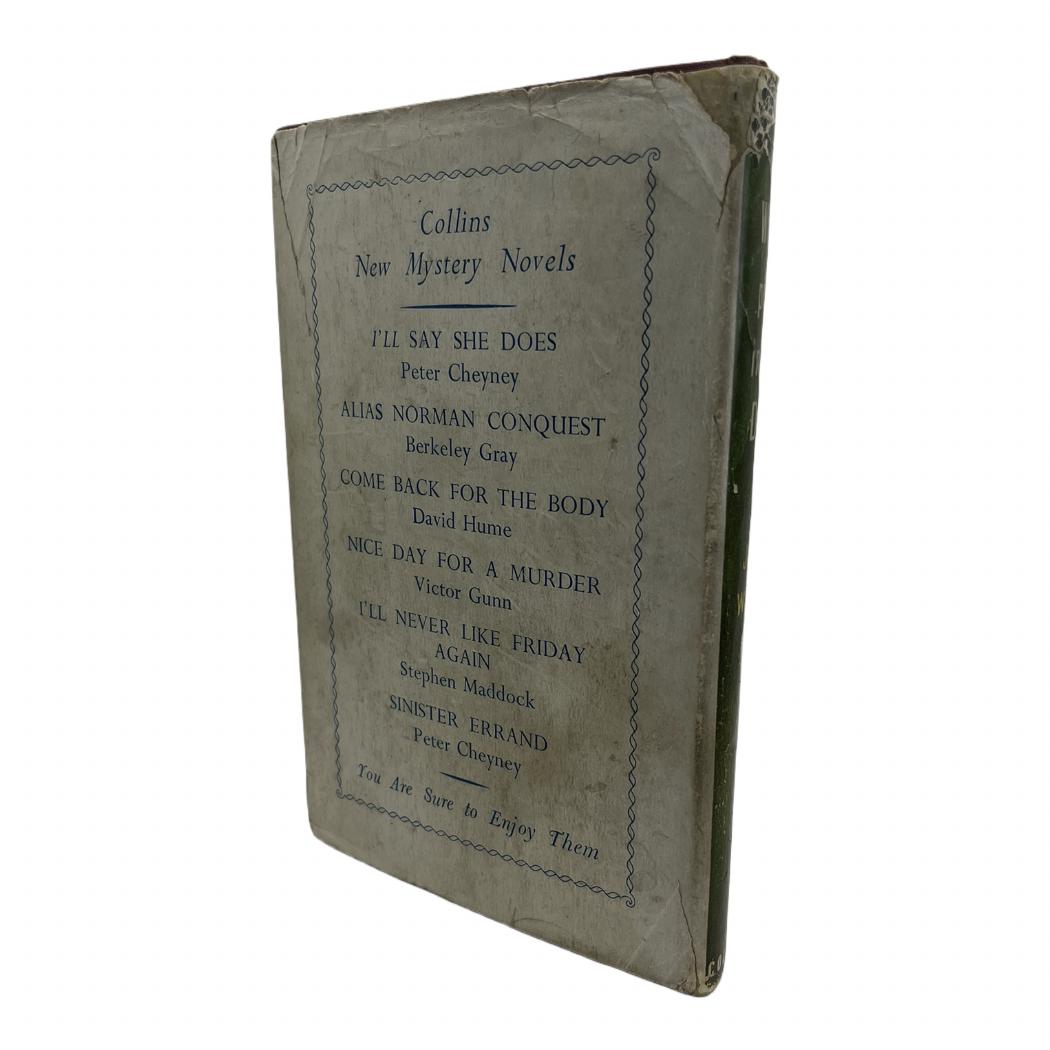 Collins
New Mystery Novels
I'LL SAY SHE DOES
Peter Cheyney
ALIAS NORMAN CONQUEST
Berkeley Gray
COME BACK FOR THE BODY
David Hume
NICE DAY FOR A MURDER
Victor Gunn
I'LL NEVER LIKE FRIDAY
AGAIN
Stephen Maddock
SINISTER ERRAND
Peter Cheyney
You Are Sure to Enjoy Them